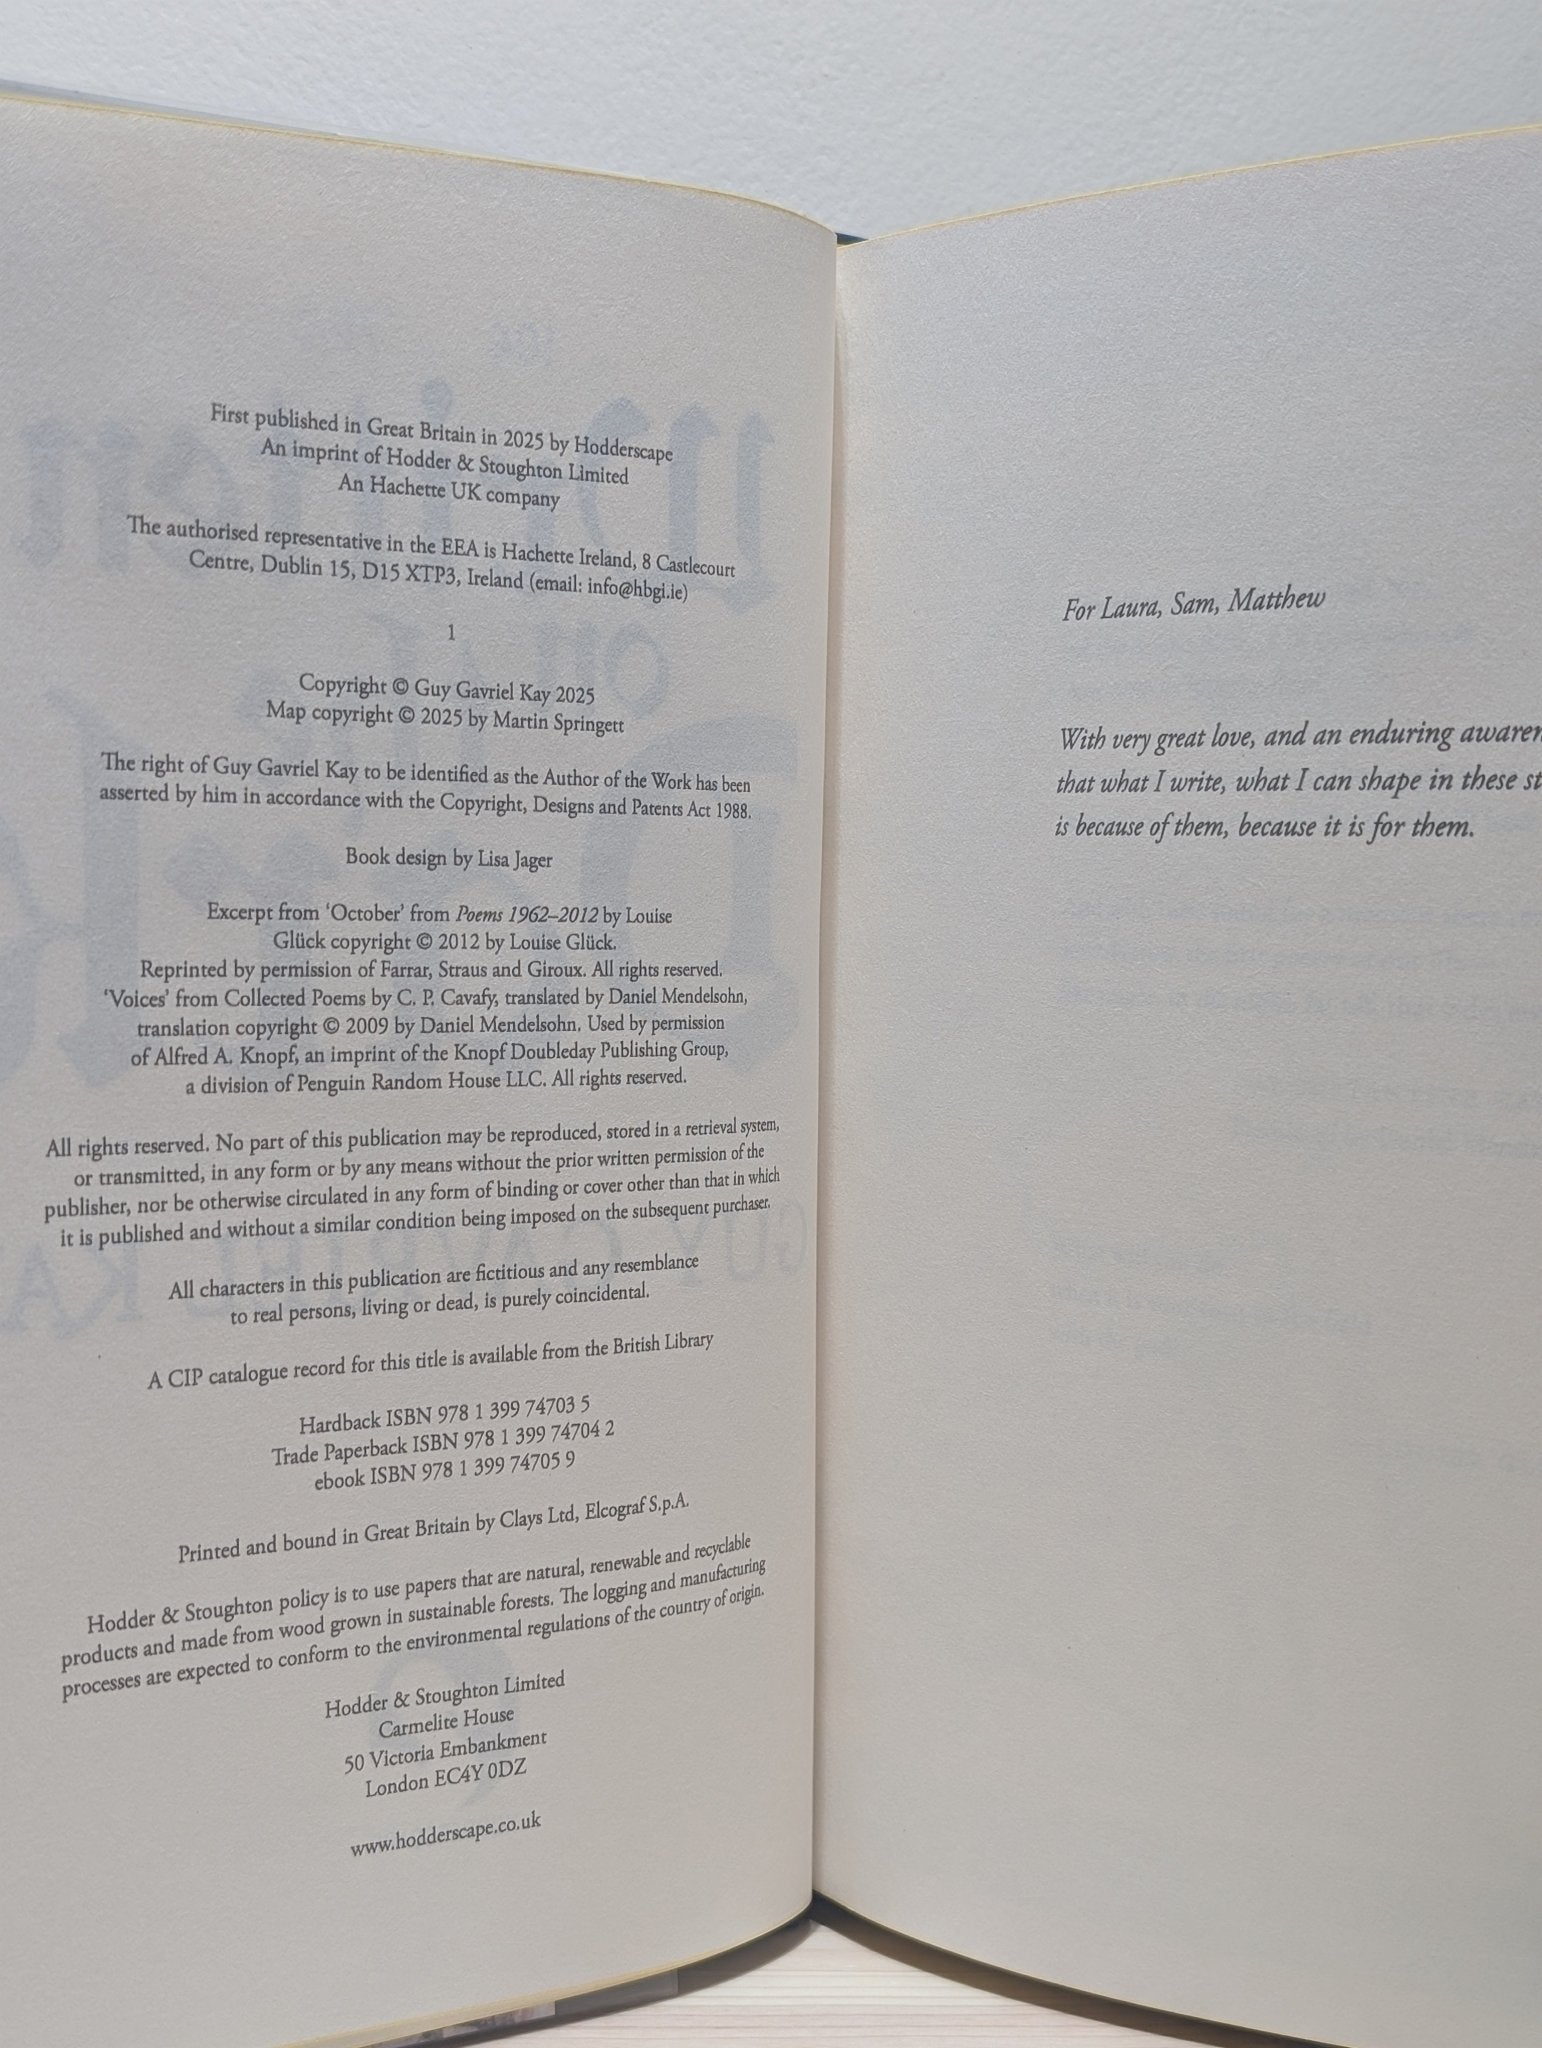 First published in Great Britain in 2025 by Hodderscape
An imprint of Hodder & Stoughton Limited
An Hachette UK company
The authorised representative in the EEA is Hachette Ireland, 8 Castlecourt
Centre, Dublin 15, D15 XTP3, Ireland (email: info@hbgi.ie)
1
Copyright © Guy Gavriel Kay 2025
Map copyright © 2025 by Martin Springett
The right of Guy Gavriel Kay to be identified as the Author of the Work has been
asserted by him in accordance with the Copyright, Designs and Patents Act 1988.
Book design by Lisa Jager
Excerpt from ‘October’ from Poems 1962–2012 by Louise
Glück copyright © 2012 by Louise Glück.
Reprinted by permission of Farrar, Straus and Giroux. All rights reserved.
‘Voices’ from Collected Poems by C. P. Cavafy, translated by Daniel Mendelsohn,
translation copyright © 2009 by Daniel Mendelsohn. Used by permission
of Alfred A. Knopf, an imprint of the Knopf Doubleday Publishing Group,
a division of Penguin Random House LLC. All rights reserved.
All rights reserved. No part of this publication may be reproduced, stored in a retrieval system,
or transmitted, in any form or by any means without the prior written permission of the
publisher, nor be otherwise circulated in any form of binding or cover other than that in which
it is published and without a similar condition being imposed on the subsequent purchaser.
All characters in this publication are fictitious and any resemblance
to real persons, living or dead, is purely coincidental.
A CIP catalogue record for this title is available from the British Library
Hardback ISBN 978 1 399 74703 5
Trade Paperback ISBN 978 1 399 74704 2
ebook ISBN 978 1 399 74705 9
Printed and bound in Great Britain by Clays Ltd, Elcograf S.p.A.
Hodder & Stoughton policy is to use papers that are natural, renewable and recyclable
products and made from wood grown in sustainable forests. The logging and manufacturing
processes are expected to conform to the environmental regulations of the country of origin.
Hodder & Stoughton Limited
Carmelite House
50 Victoria Embankment
London EC4Y 0DZ
www.hodderscape.co.uk
For Laura, Sam, Matthew
With very great love, and an enduring
that what I write, what I can shape in these
is because of them, because it is for them.